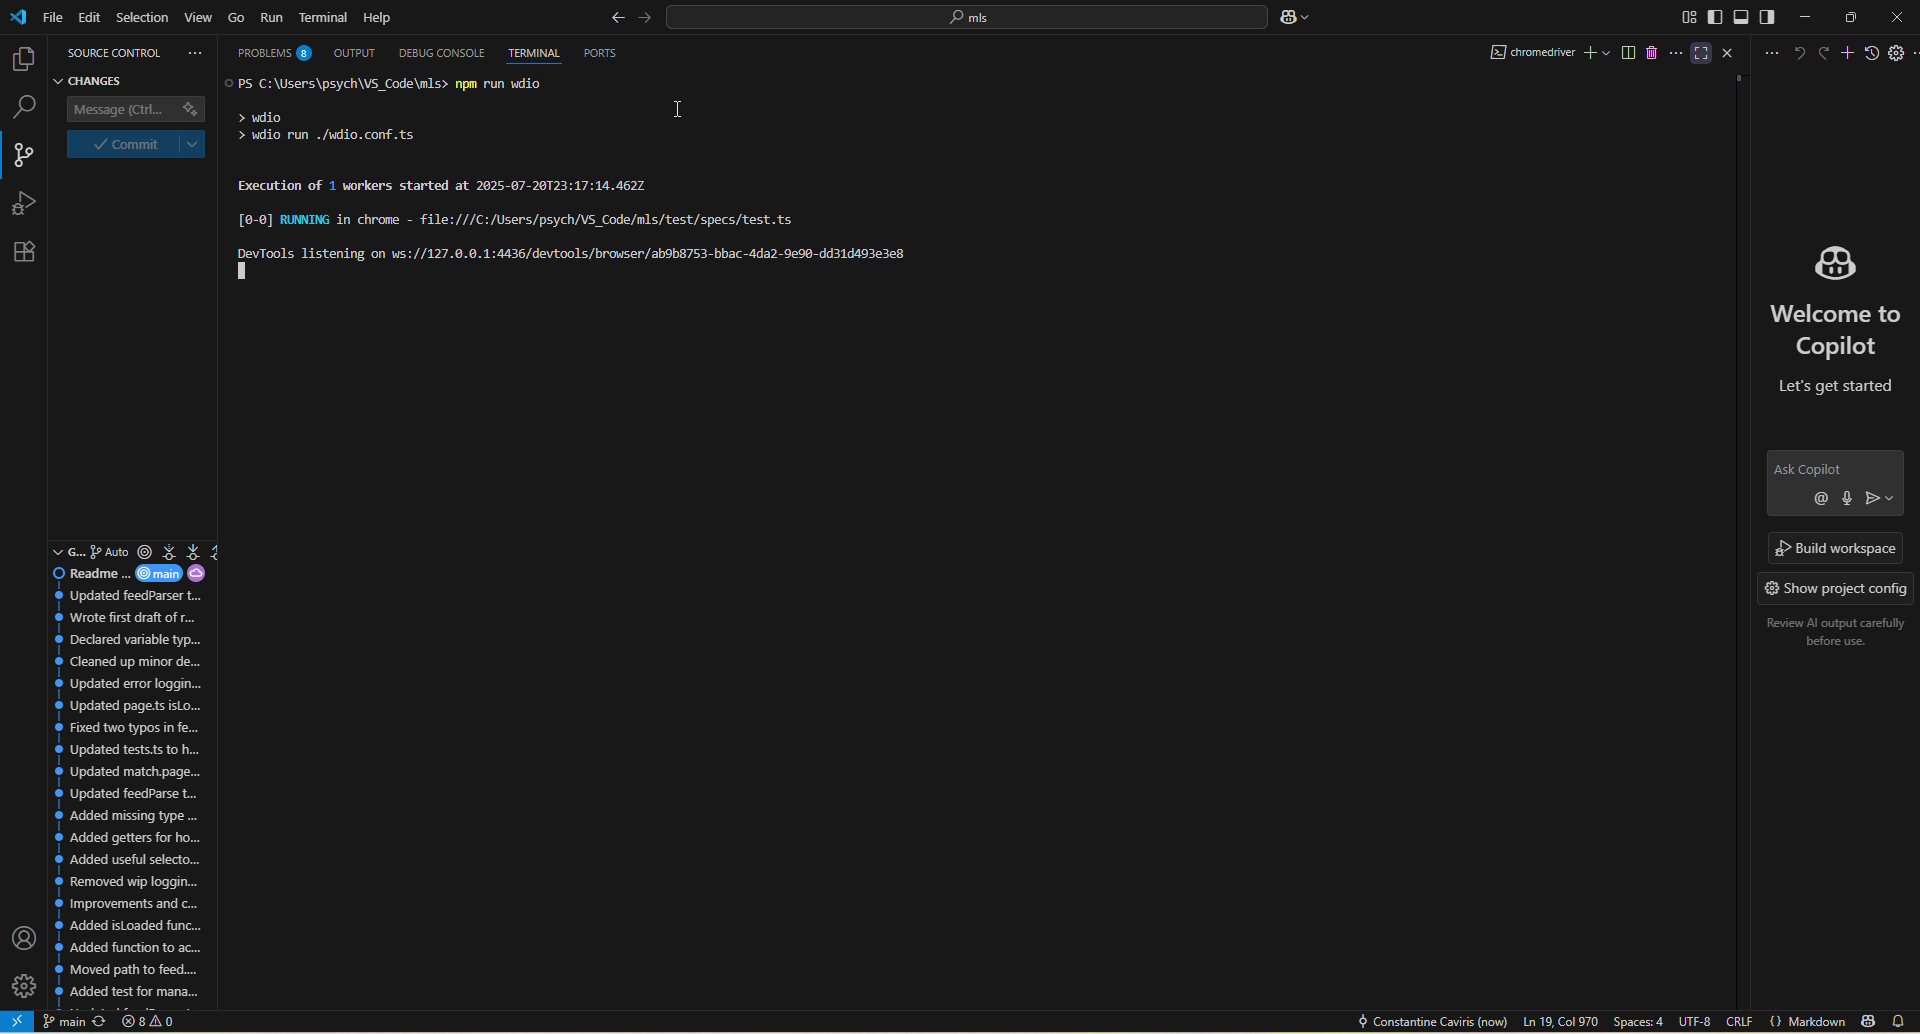 File Edit Selection View Go Run Terminal Help
mls
SOURCE CONTROL
CHANGES
Message (Ctrl...
Commit
PROBLEMS 8 OUTPUT DEBUG CONSOLE TERMINAL PORTS
chromedriver
PS C:\Users\psych\VS_Code\mls> npm run wdio
> wdio
> wdio run ./wdio.conf.ts
Execution of 1 workers started at 2025-07-20T23:17:14.462Z
[0-0] RUNNING in chrome - file:///C:/Users/psych/VS_Code/mls/test/specs/test.ts
DevTools listening on ws://127.0.0.1:4436/devtools/browser/ab9b8753-bbac-4da2-9e90-dd31d493e3e8
Welcome to
Copilot
Let's get started
Ask Copilot
@
Build workspace
Show project config
Review AI output carefully
before use.
G... Auto
Readme ... main
Updated feedParser t...
Wrote first draft of r...
Declared variable typ...
Cleaned up minor de...
Updated error loggin...
Updated page.ts isLo...
Fixed two typos in fe...
Updated tests.ts to h...
Updated match.page...
Updated feedParse t...
Added missing type ...
Added getters for ho...
Added useful selecto...
Removed wip loggin...
Improvements and c...
Added isLoaded func...
Added function to ac...
Moved path to feed....
Added test for mana...
main 8 0
Constantine Caviris (now) Ln 19, Col 970 Spaces: 4 UTF-8 CRLF {} Markdown